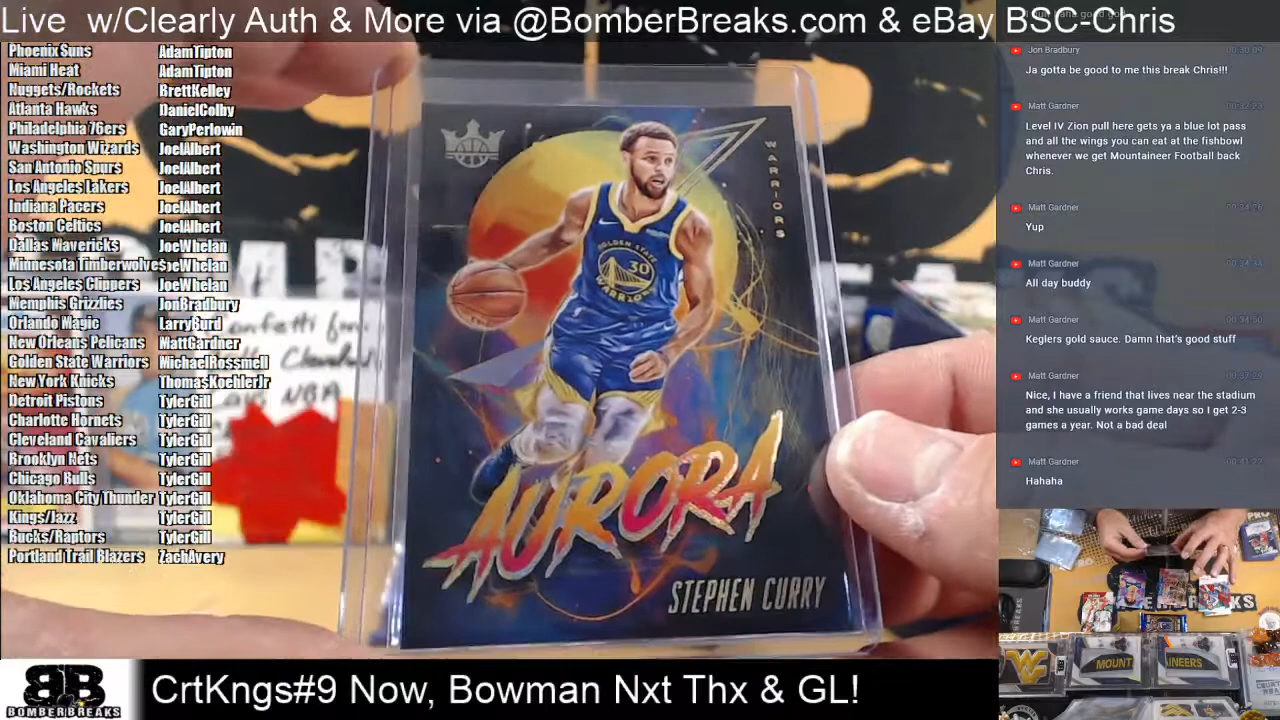 Live w/Clearly Auth & More via @BomberBreaks.com & eBay BSC-Chris
Phoenix Suns AdamTipton
Miami Heat AdamTipton
Nuggets/Rockets BrettKelley
Atlanta Hawks DanielColby
Philadelphia 76ers GaryPerlowin
Washington Wizards JoelAlbert
San Antonio Spurs JoelAlbert
Los Angeles Lakers JoelAlbert
Indiana Pacers JoelAlbert
Boston Celtics JoelAlbert
Dallas Mavericks JoeWhelan
Minnesota Timberwolves JoeWhelan
Los Angeles Clippers JoeWhelan
Memphis Grizzlies JonBradbury
Orlando Magic LarryBurd
New Orleans Pelicans MattGardner
Golden State Warriors MichaelRossmell
New York Knicks ThomasKoehlerJr
Detroit Pistons TylerGill
Charlotte Hornets TylerGill
Cleveland Cavaliers TylerGill
Brooklyn Nets TylerGill
Chicago Bulls TylerGill
Oklahoma City Thunder TylerGill
Kings/Jazz TylerGill
Bucks/Raptors TylerGill
Portland Trail Blazers ZachAvery
WARRIORS
GOLDEN STATE
30
WARRIORS
AURORA
STEPHEN CURRY
NBA
Jon Bradbury 00:30:09
Ja gotta be good to me this break Chris!!!
Matt Gardner
Level IV Zion pull here gets ya a blue lot pass
and all the wings you can eat at the fishbowl
whenever we get Mountaineer Football back
Chris.
Matt Gardner
Yup
Matt Gardner
All day buddy
Matt Gardner
Keglers gold sauce. Damn that's good stuff
Matt Gardner
Nice, I have a friend that lives near the stadium
and she usually works game days so I get 2-3
games a year. Not a bad deal
Matt Gardner
Hahaha
MOUNT
INEERS
BB
BOMBERBREAKS
CrtKngs#9 Now, Bowman Nxt Thx & GL!